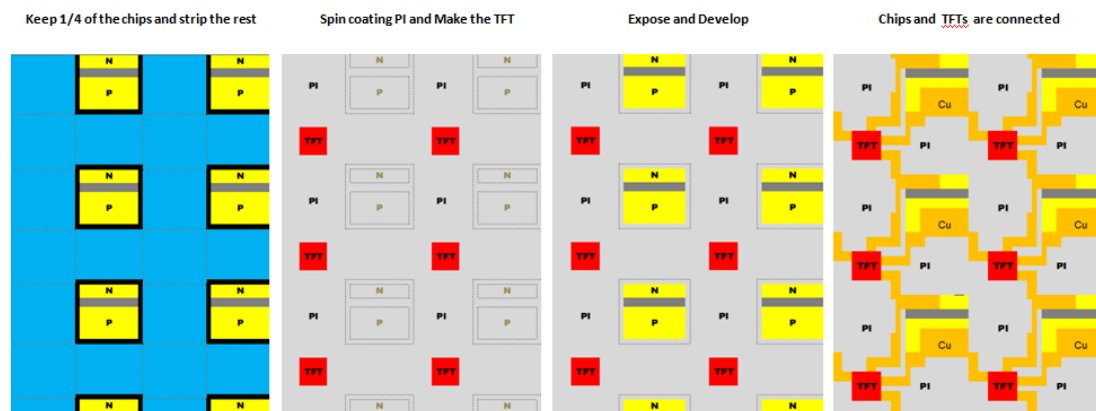 Keep 1/4 of the chips and strip the rest
N N
P P
N N
P P
N N
P P
N N
Spin coating PI and Make the TFT
N N
PI P PI P
TFT TFT
N N
PI P PI P
TFT TFT
N N
PI P PI P
TFT TFT
N N
Expose and Develop
N N
PI P PI P
TFT TFT
N N
PI P PI P
TFT TFT
N N
PI P PI P
TFT TFT
N N
Chips and TFTs are connected
PI PI
Cu Cu
TFT PI TFT PI
PI PI
Cu Cu
TFT PI TFT PI
PI PI
Cu Cu
TFT PI TFT PI